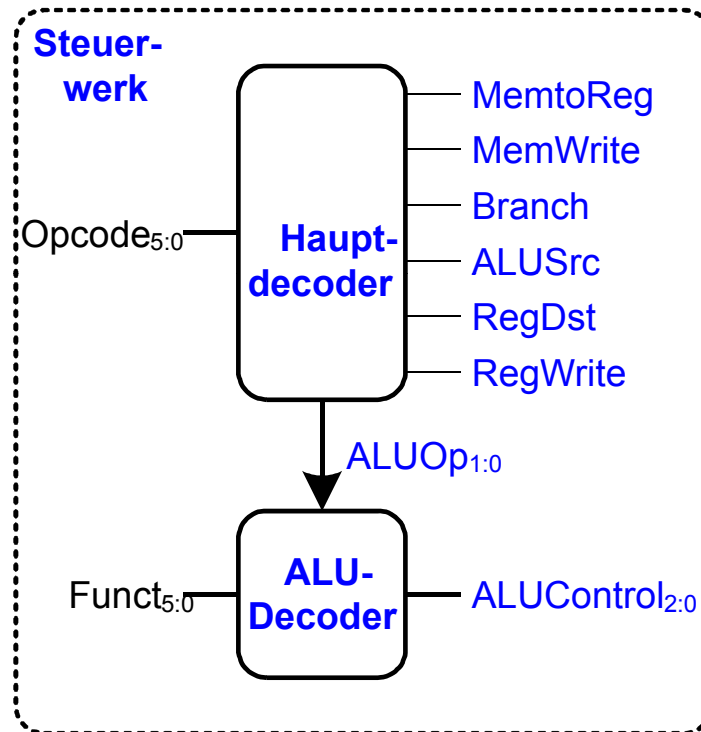 Steuer-
werk
MemtoReg
MemWrite
Branch
Opcode5:0
Haupt-
decoder
ALUSrc
RegDst
RegWrite
ALUOp1:0
Funct5:0
ALU-
Decoder
ALUControl2:0